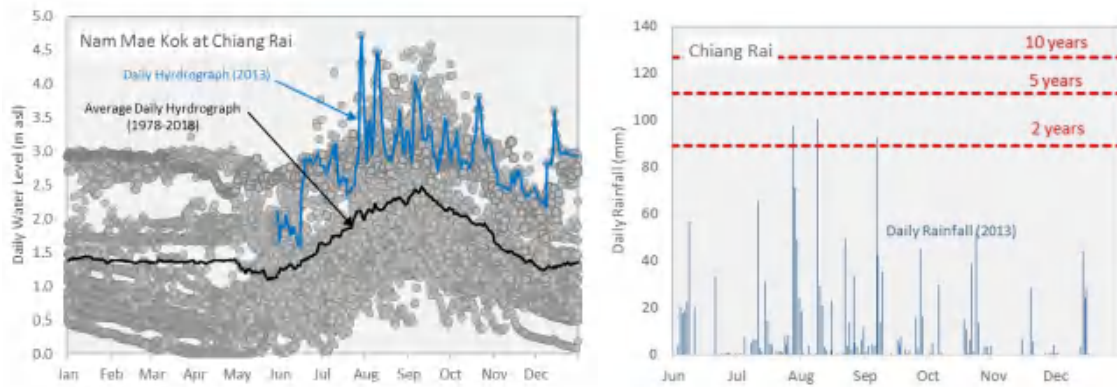 Nam Mae Kok at Chiang Rai
Daily Hyrdrograph (2013)
Average Daily Hyrdrograph
(1978-2018)
Daily Water Level (m asl)
5.0
4.5
4.0
3.5
3.0
2.5
2.0
1.5
1.0
0.5
0.0
Jan Feb Mar Apr May Jun Jul Aug Sep Oct Nov Dec
Chiang Rai
10 years
5 years
2 years
Daily Rainfall (2013)
Daily Rainfall (mm)
140
120
100
80
60
40
20
0
Jun Jul Aug Sep Oct Nov Dec